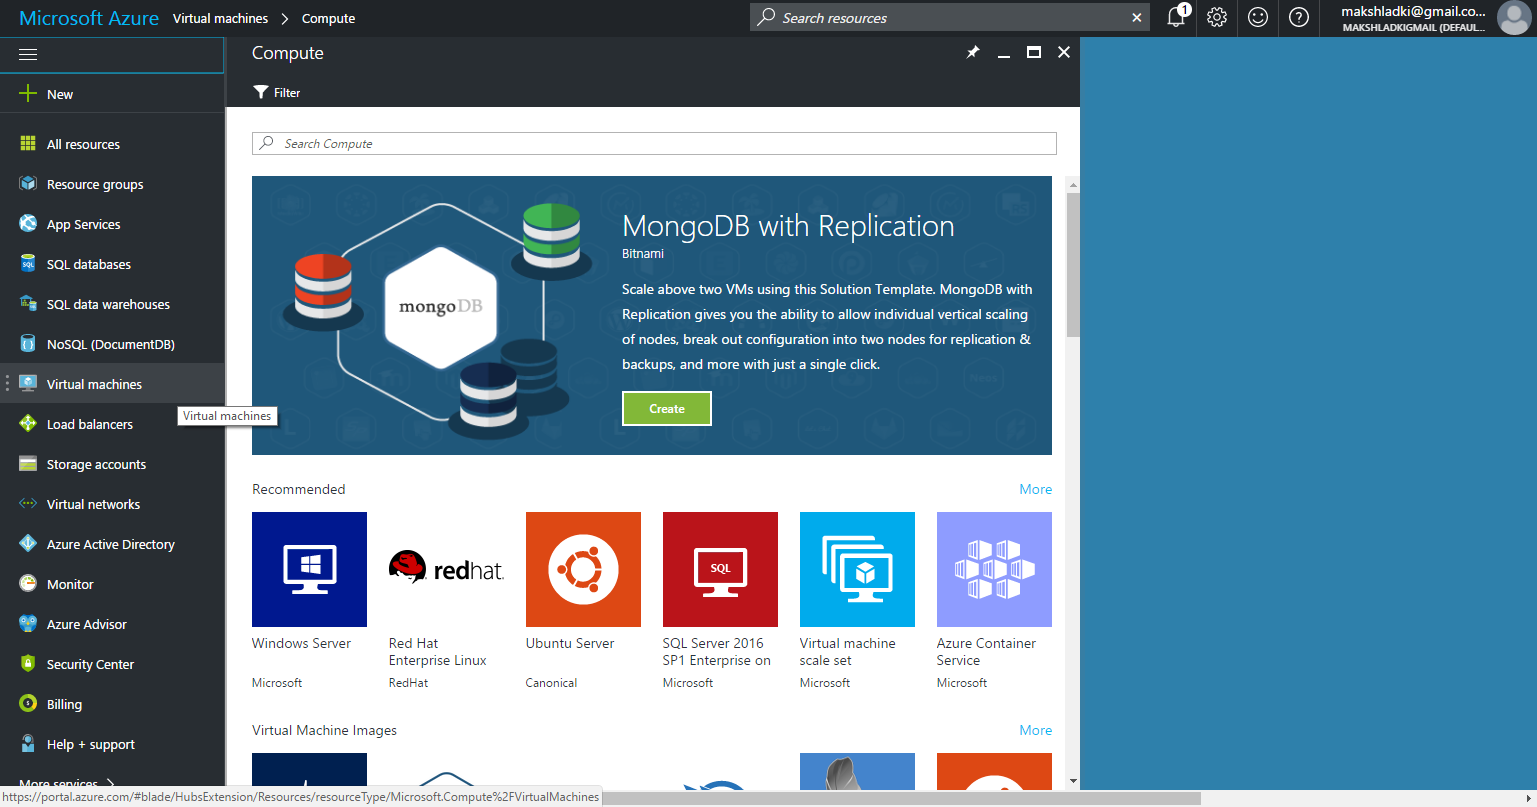 Microsoft Azure Virtual machines > Compute
Search resources
1
makshladki@gmail.co...
MAKSHLADKIGMAIL (DEFAUL...
Compute
Filter
New
All resources
Resource groups
App Services
SQL databases
SQL data warehouses
NoSQL (DocumentDB)
Virtual machines
Virtual machines
Load balancers
Storage accounts
Virtual networks
Azure Active Directory
Monitor
Azure Advisor
Security Center
Billing
Help + support
More services >
https://portal.azure.com/#blade/HubsExtension/Resources/resourceType/Microsoft.Compute%2FVirtualMachines
Search Compute
mongoDB
MongoDB with Replication
Bitnami
Scale above two VMs using this Solution Template. MongoDB with
Replication gives you the ability to allow individual vertical scaling
of nodes, break out configuration into two nodes for replication &
backups, and more with just a single click.
Create
Recommended More
redhat.
SQL
Windows Server
Microsoft
Red Hat
Enterprise Linux
RedHat
Ubuntu Server
Canonical
SQL Server 2016
SP1 Enterprise on
Microsoft
Virtual machine
scale set
Microsoft
Azure Container
Service
Microsoft
Virtual Machine Images More